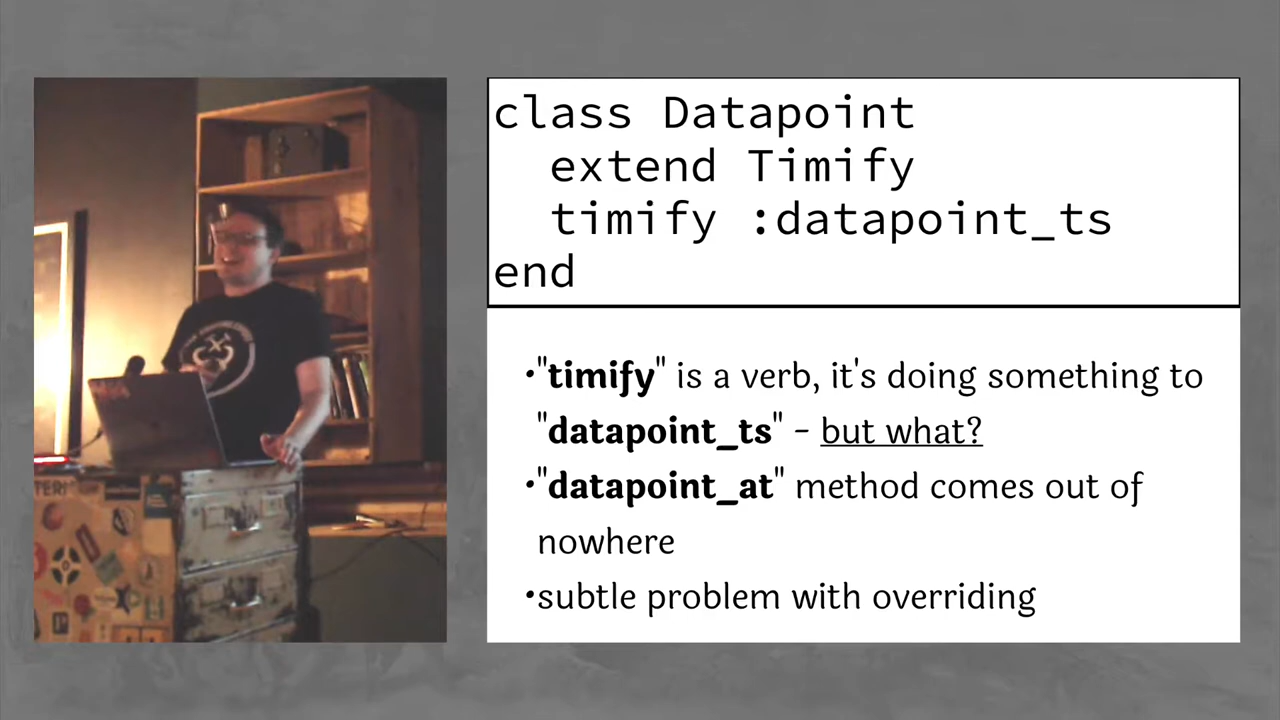 class Datapoint
  extend Timify
  timify :datapoint_ts
end
•"timify" is a verb, it's doing something to
"datapoint_ts" - but what?
•"datapoint_at" method comes out of
nowhere
•subtle problem with overriding
TERI